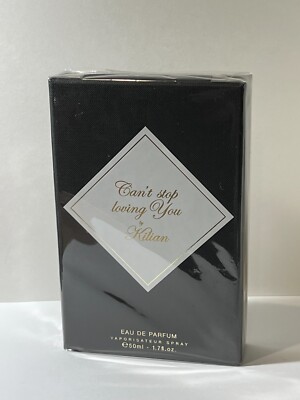 Can't stop
loving You
by
Kilian
EAU DE PARFUM
VAPORISATEUR SPRAY
℮50ml - 1.7fl.oz.